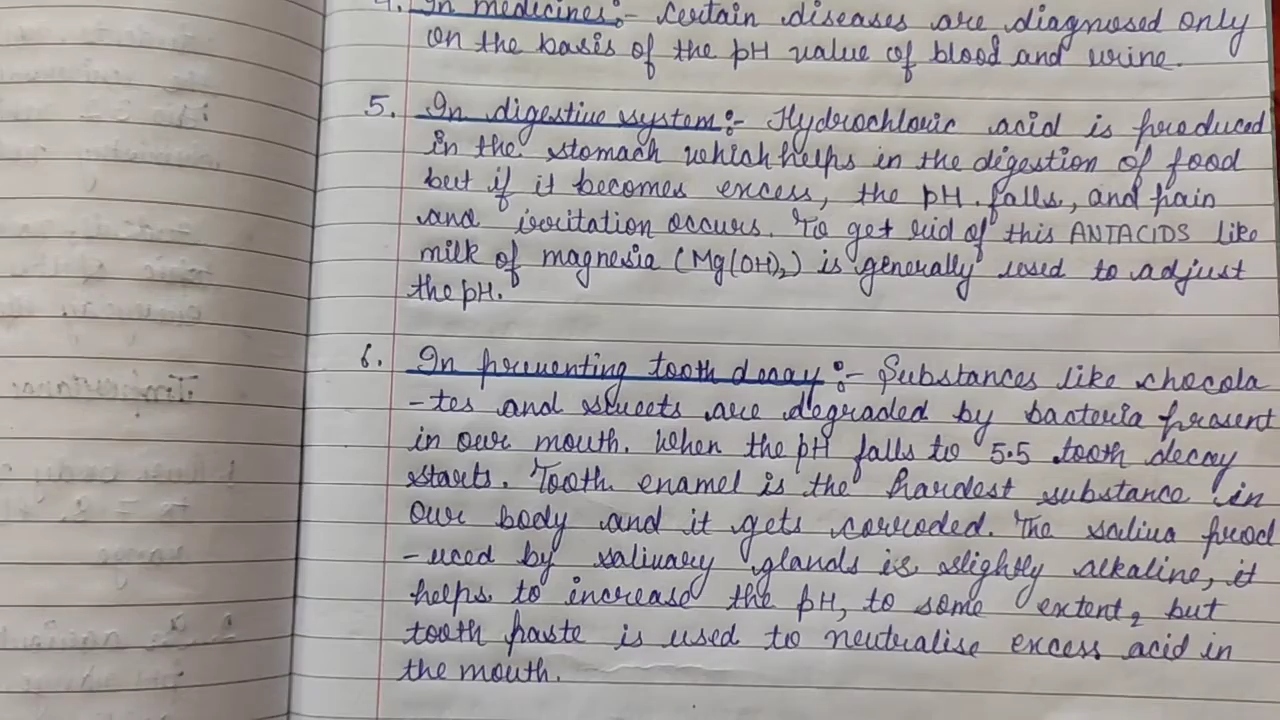 4. In medicines:- Certain diseases are diagnosed only
on the basis of the pH value of blood and urine.
5. In digestive system:- Hydrochloric acid is produced
in the stomach which helps in the digestion of food
but if it becomes excess, the pH falls, and pain
and irritation occurs. To get rid of this ANTACIDS like
milk of magnesia (Mg(OH)₂) is generally used to adjust
the pH.
6. In preventing tooth decay:- Substances like chocola
-tes and sweets are degraded by bacteria present
in our mouth. When the pH falls to 5.5 tooth decay
starts. Tooth enamel is the hardest substance in
our body and it gets corroded. The saliva prod
-uced by salivary glands is slightly alkaline, it
helps to increase the pH, to some extent, but
tooth paste is used to neutralise excess acid in
the mouth.